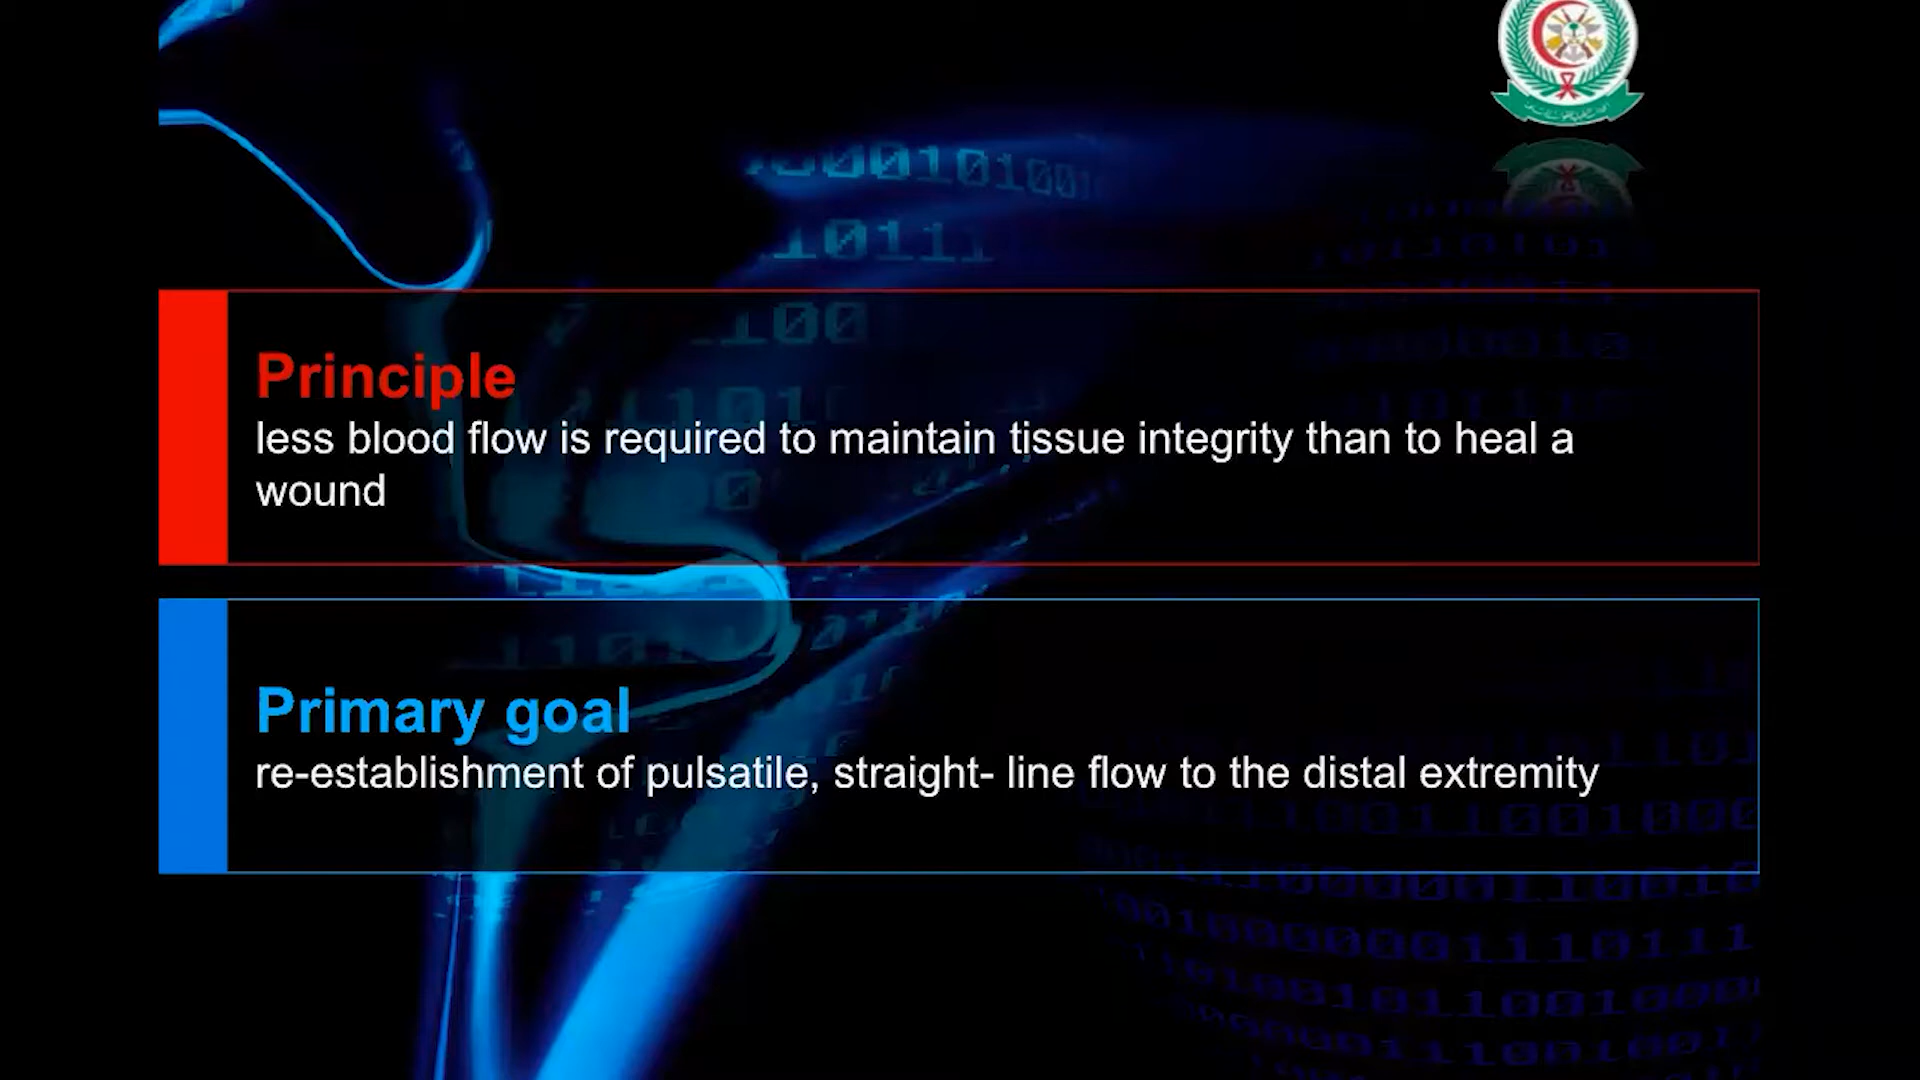 Principle
less blood flow is required to maintain tissue integrity than to heal a
wound
Primary goal
re-establishment of pulsatile, straight- line flow to the distal extremity